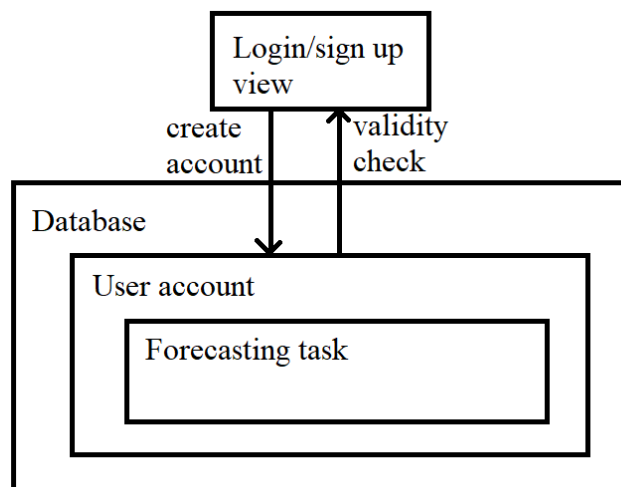 Login/sign up
view
create
account
validity
check
Database
User account
Forecasting task